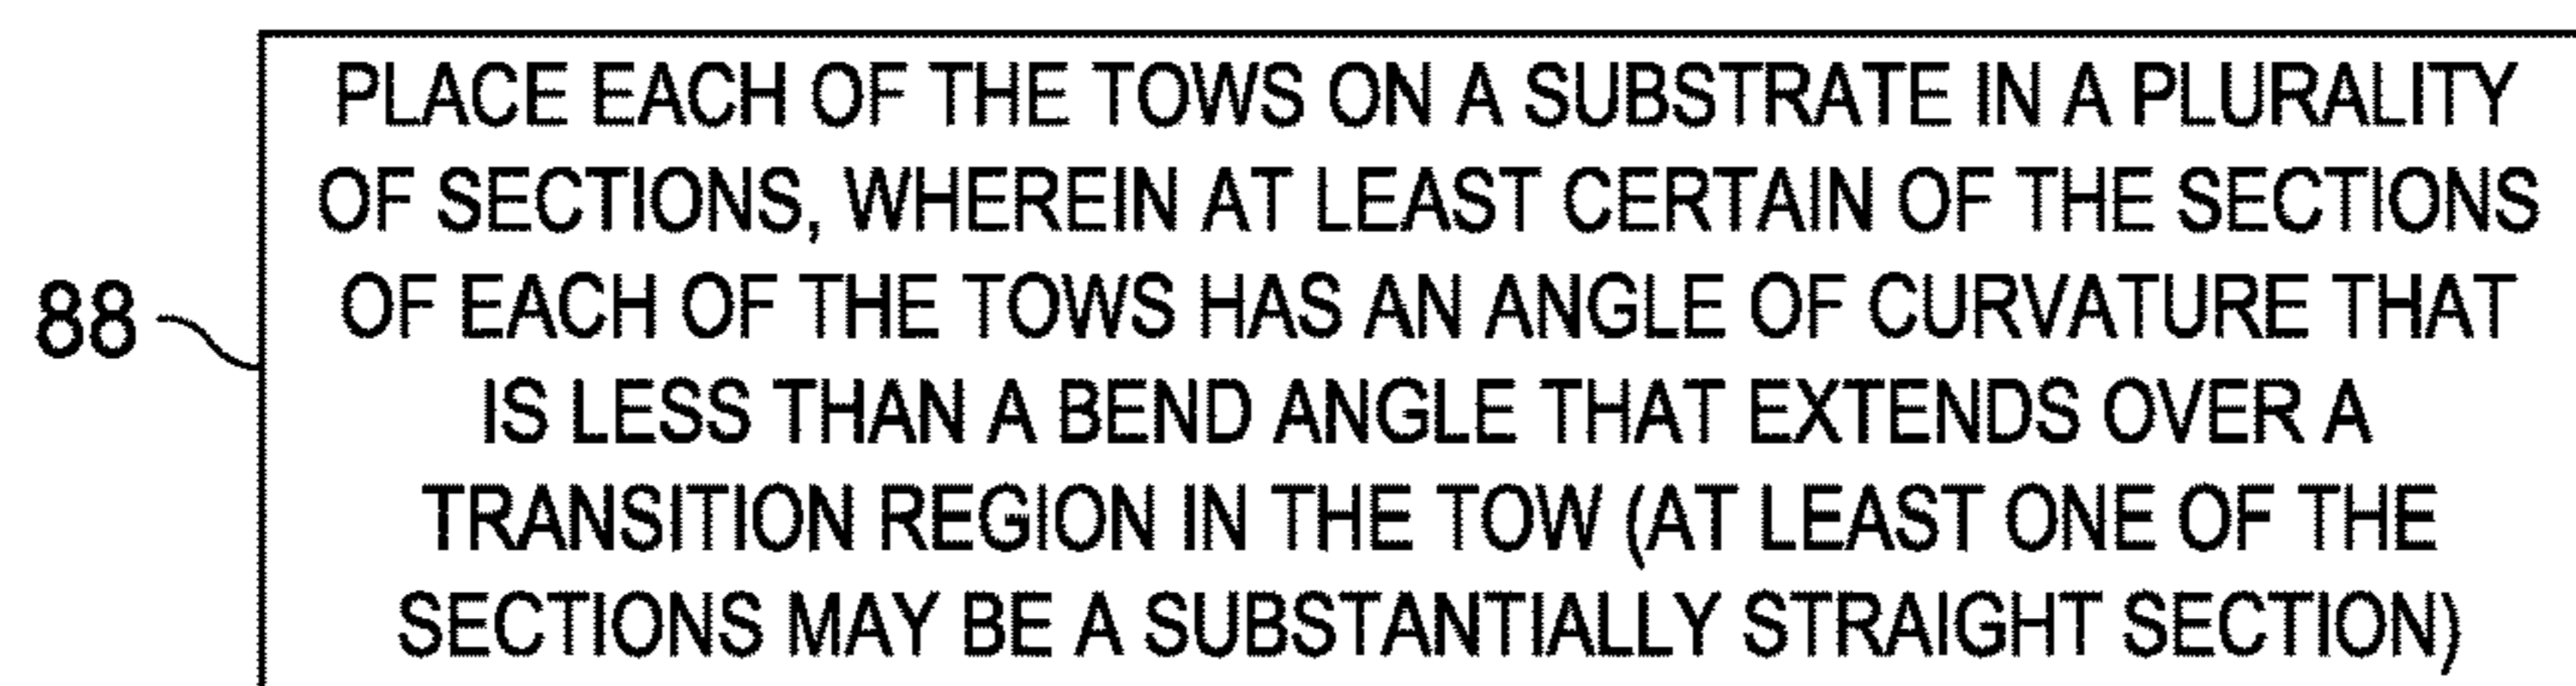 PLACE EACH OF THE TOWS ON A SUBSTRATE IN A PLURALITY
OF SECTIONS, WHEREIN AT LEAST CERTAIN OF THE SECTIONS
88 OF EACH OF THE TOWS HAS AN ANGLE OF CURVATURE THAT
IS LESS THAN A BEND ANGLE THAT EXTENDS OVER A
TRANSITION REGION IN THE TOW (AT LEAST ONE OF THE
SECTIONS MAY BE A SUBSTANTIALLY STRAIGHT SECTION)